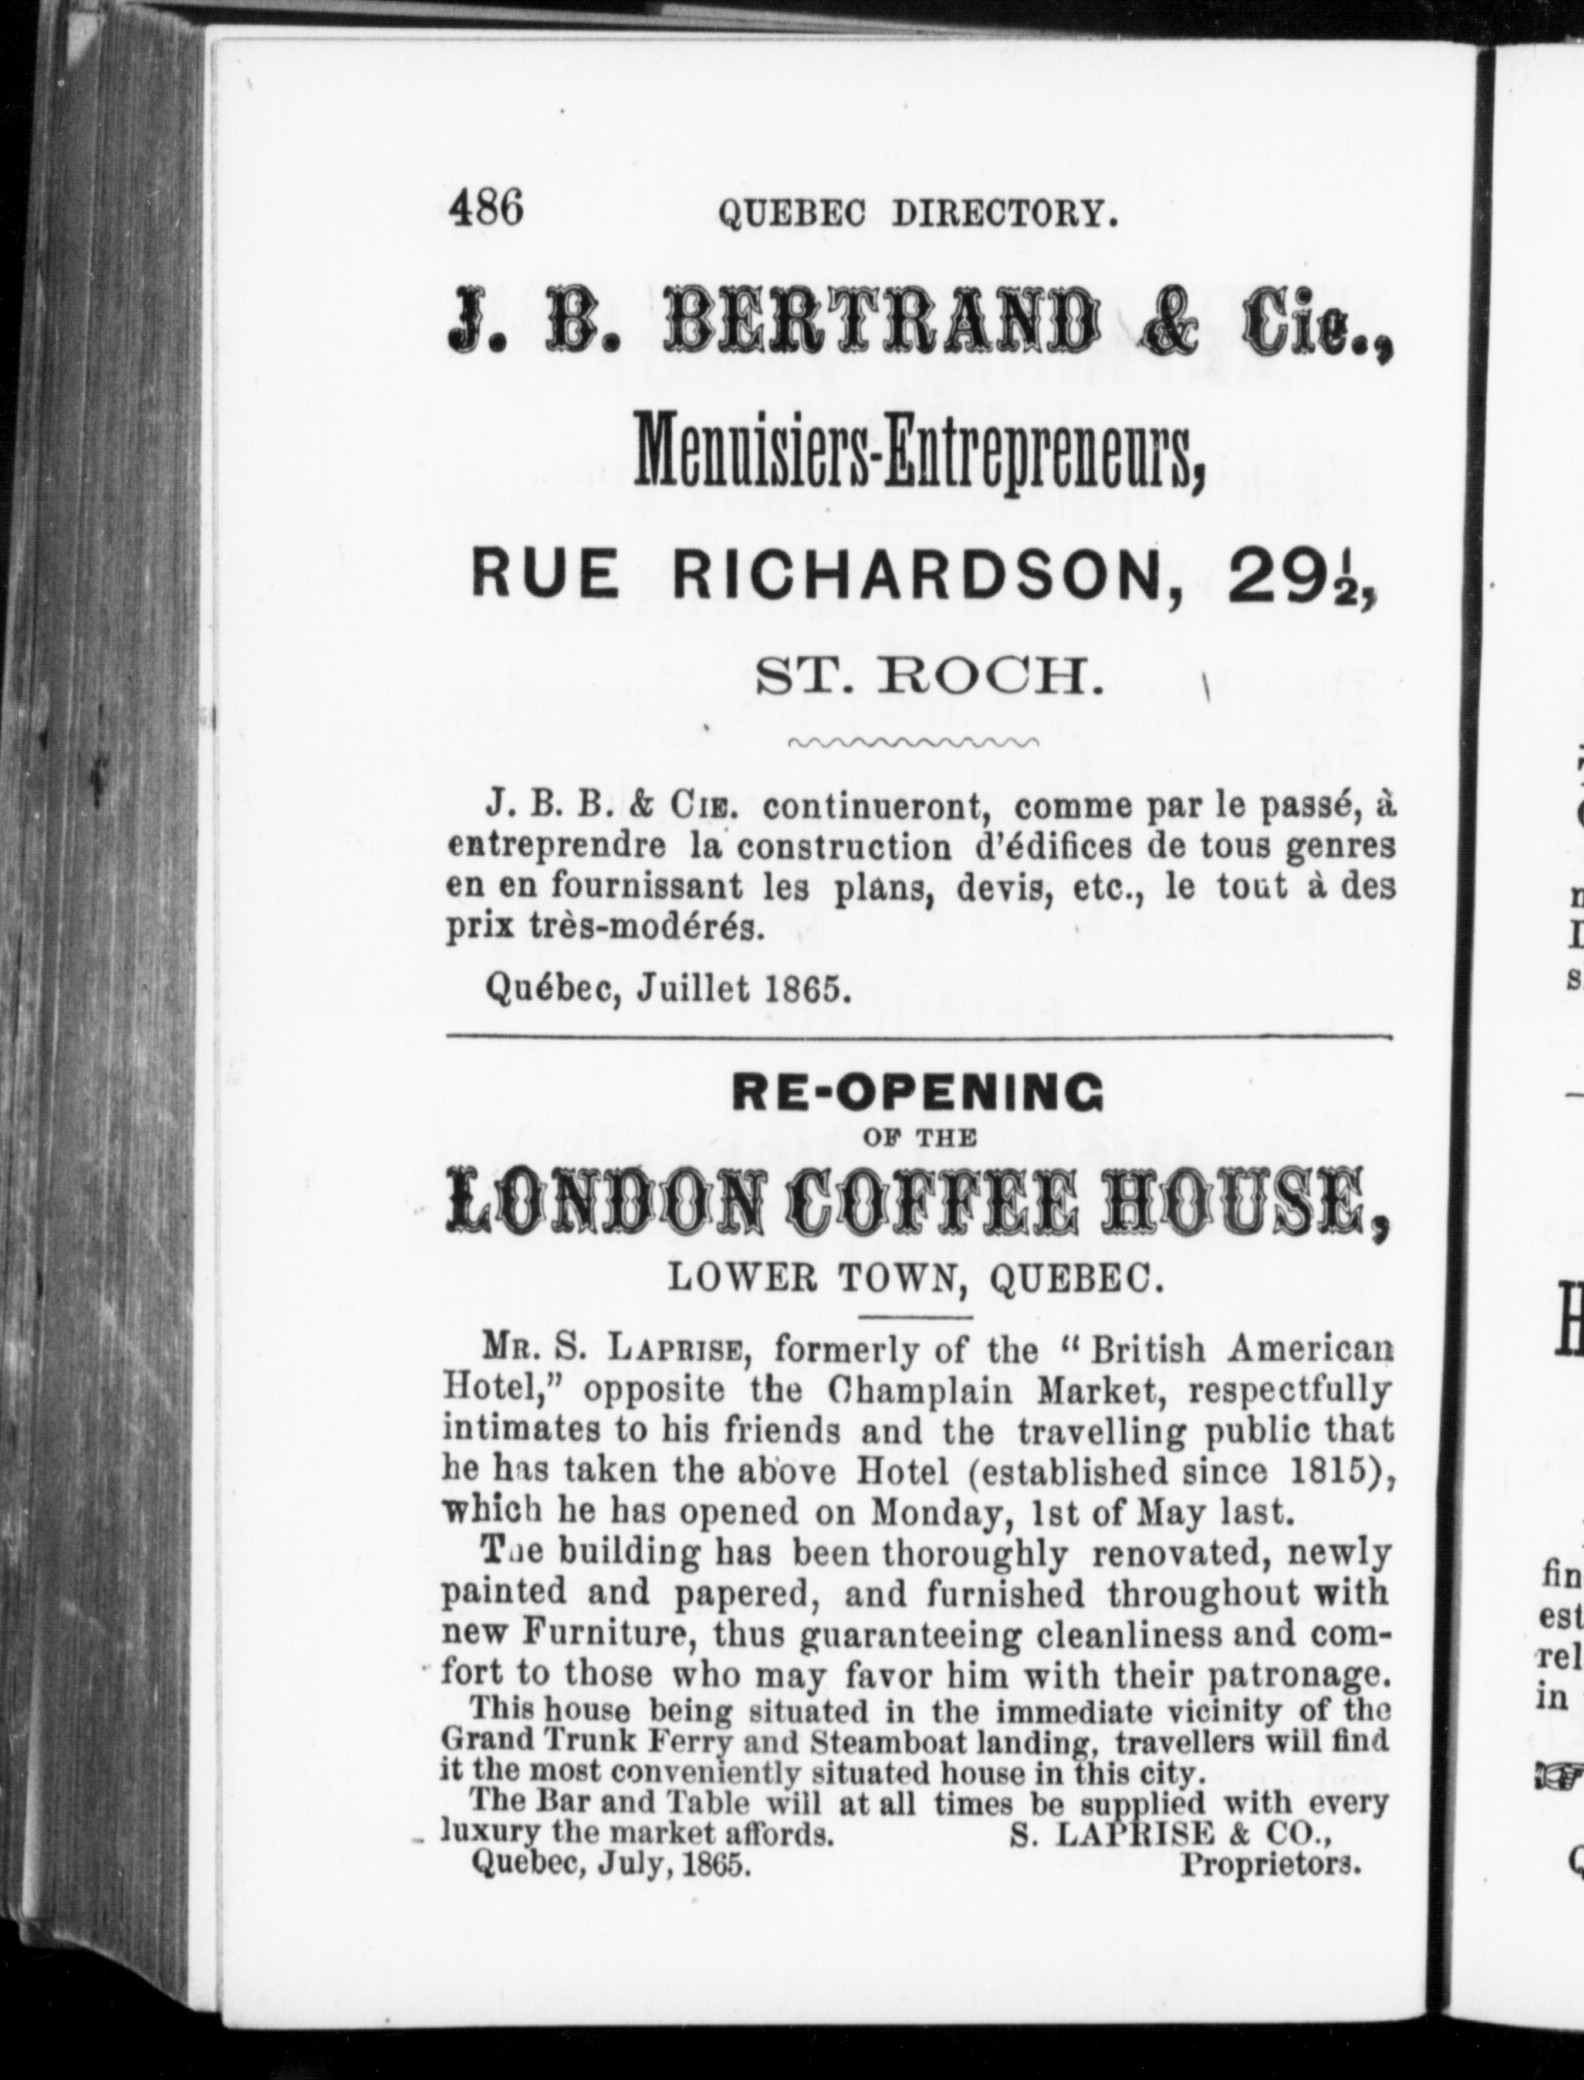 486 QUEBEC DIRECTORY.
J. B. BERTRAND & Cie.,
Menuisiers-Entrepreneurs,
RUE RICHARDSON, 29½,
ST. ROCH.
J. B. B. & CIE. continueront, comme par le passé, à
entreprendre la construction d'édifices de tous genres
en en fournissant les plans, devis, etc., le tout à des
prix très-modérés.
Québec, Juillet 1865.
RE-OPENING
OF THE
LONDON COFFEE HOUSE,
LOWER TOWN, QUEBEC.
MR. S. LAPRISE, formerly of the "British American
Hotel," opposite the Champlain Market, respectfully
intimates to his friends and the travelling public that
he has taken the above Hotel (established since 1815),
which he has opened on Monday, 1st of May last.
The building has been thoroughly renovated, newly
painted and papered, and furnished throughout with
new Furniture, thus guaranteeing cleanliness and com-
fort to those who may favor him with their patronage.
This house being situated in the immediate vicinity of the
Grand Trunk Ferry and Steamboat landing, travellers will find
it the most conveniently situated house in this city.
The Bar and Table will at all times be supplied with every
luxury the market affords. S. LAPRISE & CO.,
Quebec, July, 1865. Proprietors.